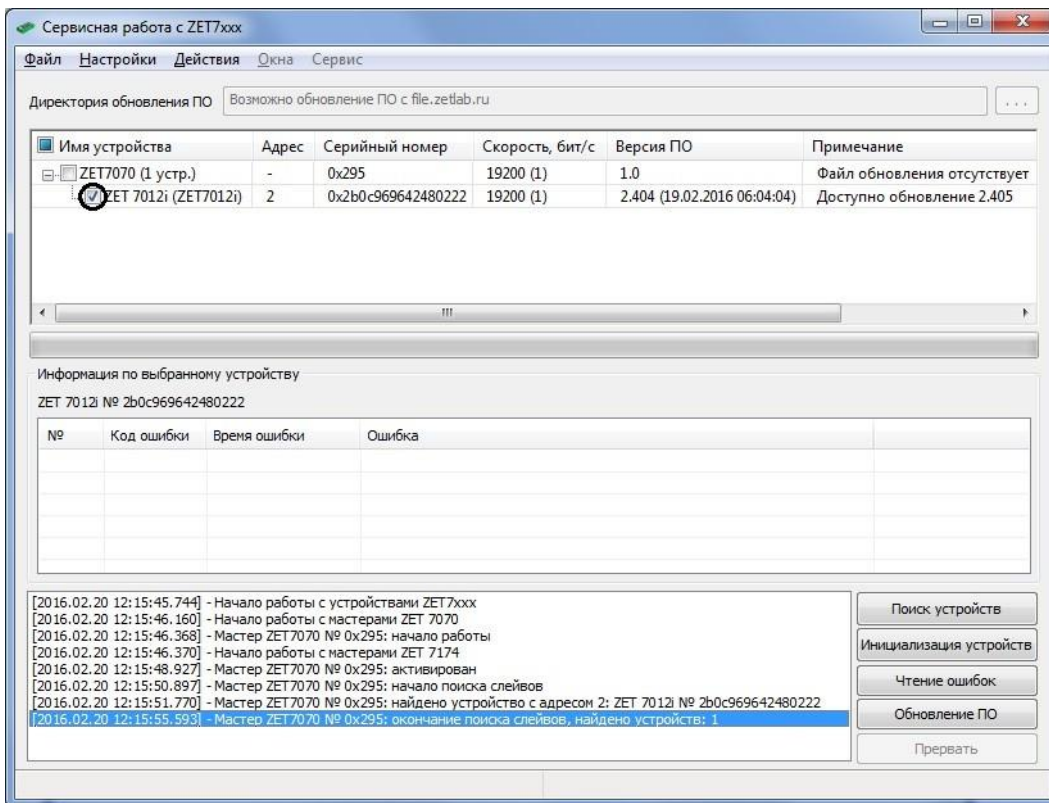 Сервисная работа с ZET7xxx
Файл Настройки Действия Окна Сервис
Директория обновления ПО Возможно обновление ПО с file.zetlab.ru ...
Имя устройства Адрес Серийный номер Скорость, бит/с Версия ПО Примечание
ZET7070 (1 устр.) - 0x295 19200 (1) 1.0 Файл обновления отсутствует
ZET 7012i (ZET7012i) 2 0x2b0c969642480222 19200 (1) 2.404 (19.02.2016 06:04:04) Доступно обновление 2.405
Информация по выбранному устройству
ZET 7012i № 2b0c969642480222
№ Код ошибки Время ошибки Ошибка
[2016.02.20 12:15:45.744] - Начало работы с устройствами ZET7xxx
[2016.02.20 12:15:46.160] - Начало работы с мастерами ZET 7070
[2016.02.20 12:15:46.368] - Мастер ZET7070 № 0x295: начало работы
[2016.02.20 12:15:46.370] - Начало работы с мастерами ZET 7174
[2016.02.20 12:15:48.927] - Мастер ZET7070 № 0x295: активирован
[2016.02.20 12:15:50.897] - Мастер ZET7070 № 0x295: начало поиска слейвов
[2016.02.20 12:15:51.770] - Мастер ZET7070 № 0x295: найдено устройство с адресом 2: ZET 7012i № 2b0c969642480222
[2016.02.20 12:15:55.593] - Мастер ZET7070 № 0x295: окончание поиска слейвов, найдено устройств: 1
Поиск устройств
Инициализация устройств
Чтение ошибок
Обновление ПО
Прервать